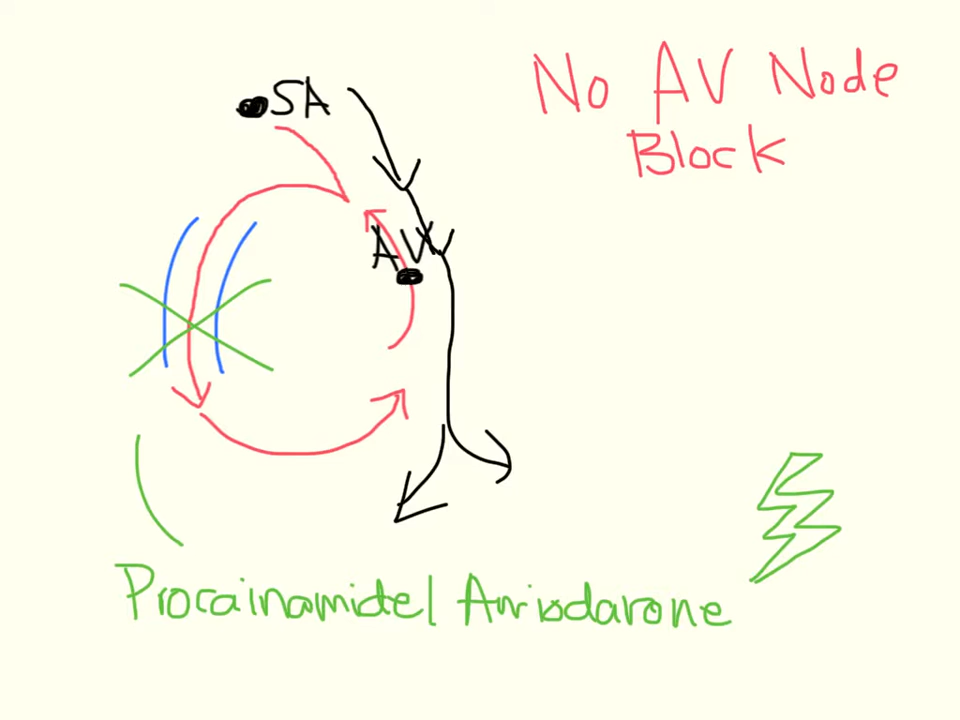 SA
No AV Node
Block
AV
Procainamide/ Amiodarone